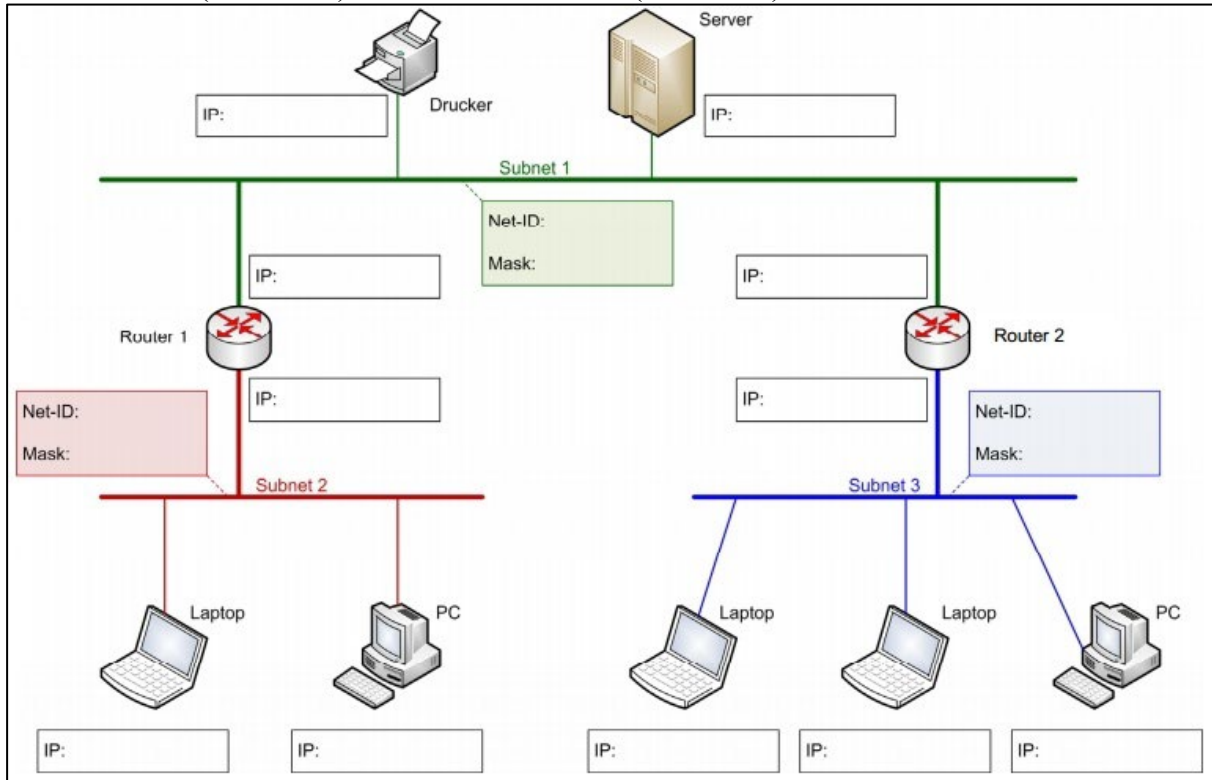 Server
Drucker
IP:
IP:
Subnet 1
Net-ID:
Mask:
IP:
IP:
Router 1
Router 2
IP:
IP:
Net-ID:
Mask:
Net-ID:
Mask:
Subnet 2
Subnet 3
Laptop
PC
Laptop
Laptop
PC
IP:
IP:
IP:
IP:
IP: